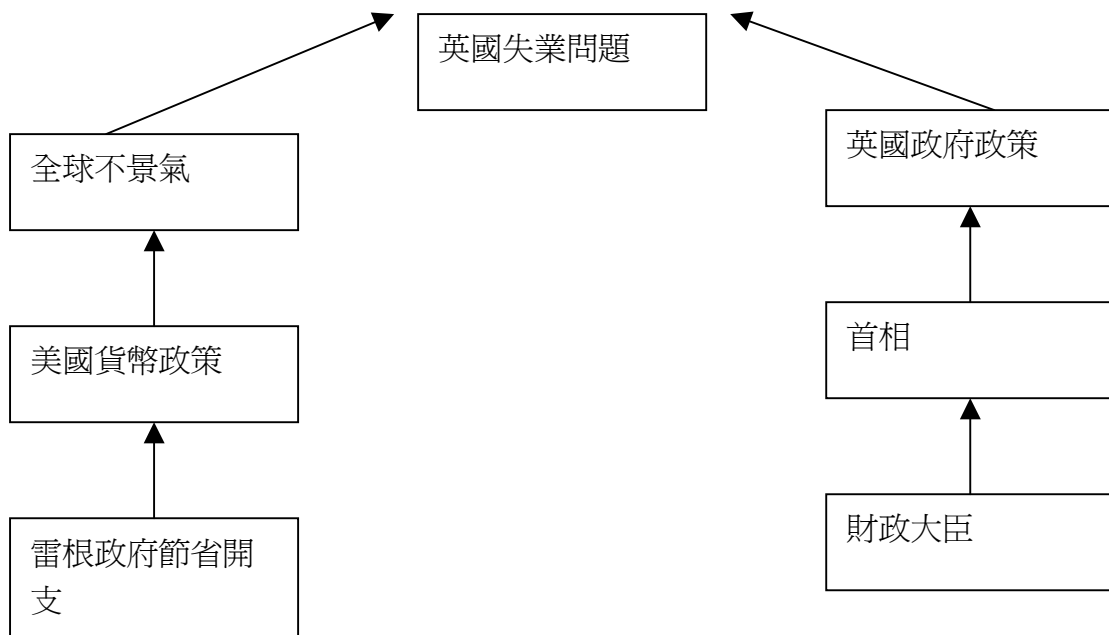 英國失業問題
全球不景氣
英國政府政策
美國貨幣政策
首相
雷根政府節省開
支
財政大臣